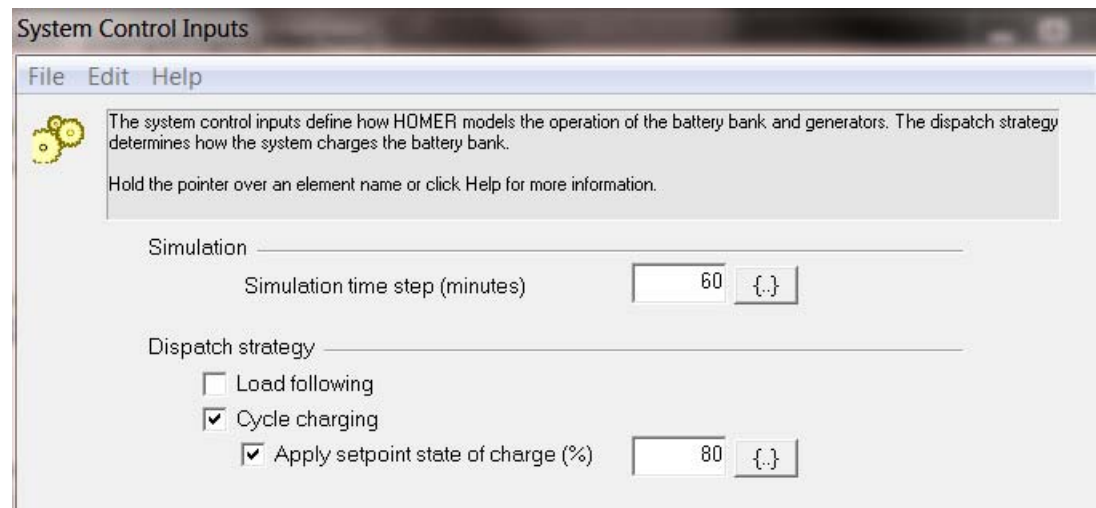 System Control Inputs
File Edit Help
The system control inputs define how HOMER models the operation of the battery bank and generators. The dispatch strategy
determines how the system charges the battery bank.
Hold the pointer over an element name or click Help for more information.
Simulation
Simulation time step (minutes) 60 {..}
Dispatch strategy
Load following
Cycle charging
Apply setpoint state of charge (%) 80 {..}